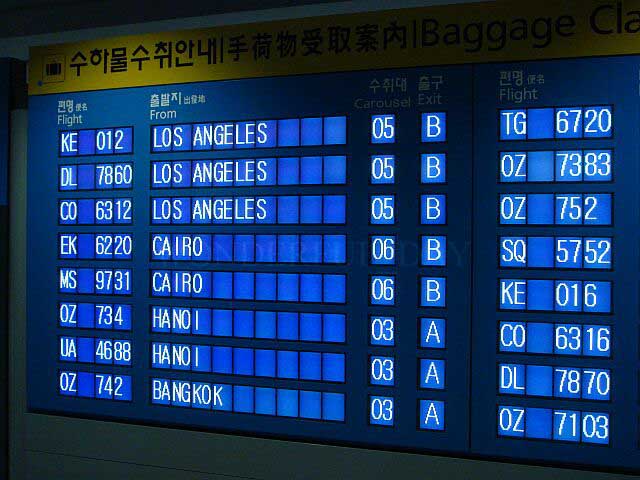 수하물수취안내|手荷物受取案内|Baggage Cla
편명 便名 출발지 出發地 수취대 출구 편명 便名
Flight From Carousel Exit Flight
KE 012 LOS ANGELES 05 B TG 6720
DL 7860 LOS ANGELES 05 B OZ 7383
CO 6312 LOS ANGELES 05 B OZ 752
EK 6220 CAIRO 06 B SQ 5752
MS 9731 CAIRO 06 B KE 016
OZ 734 HANOI 03 A CO 6316
UA 4688 HANOI 03 A DL 7870
OZ 742 BANGKOK 03 A OZ 7103